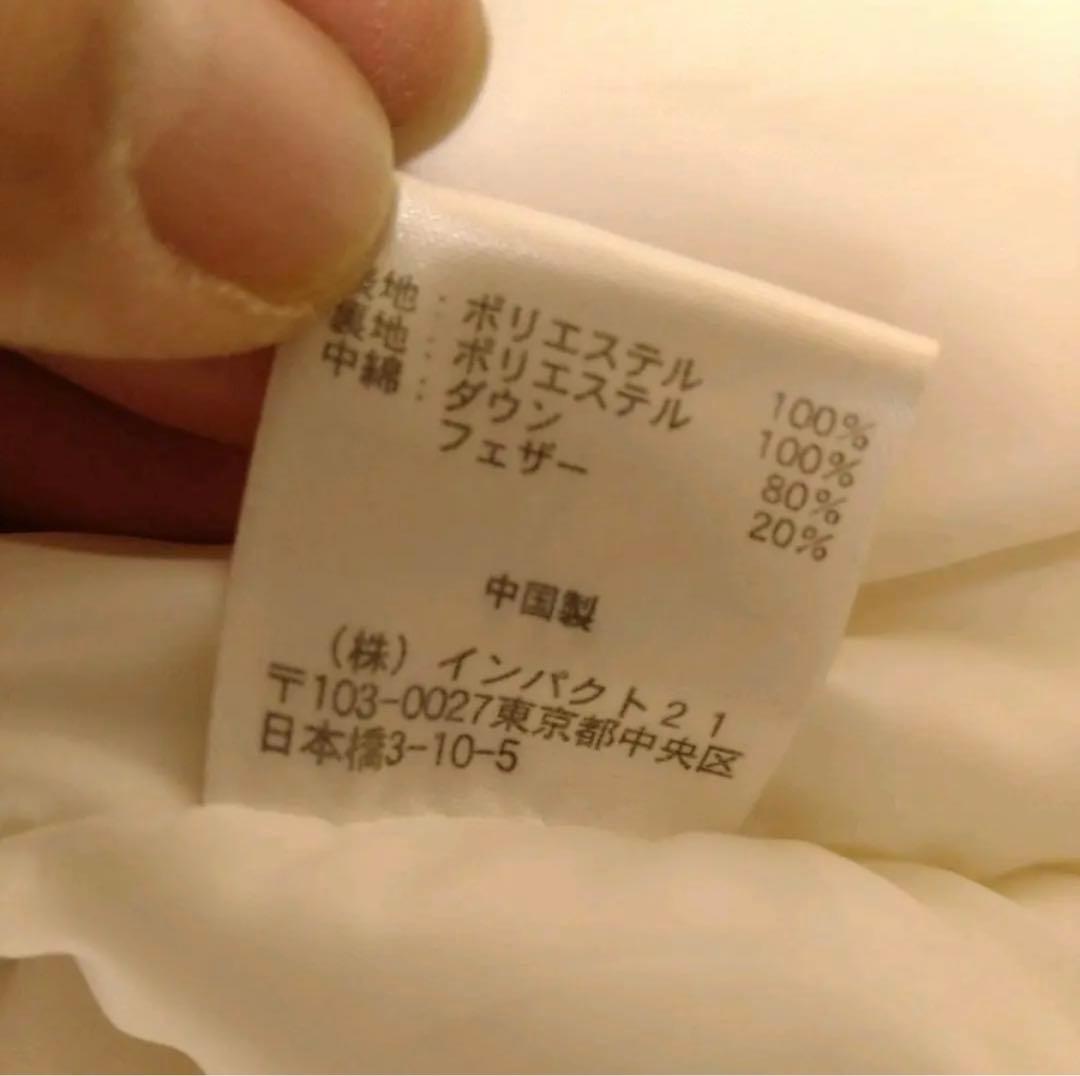 表地:ポリエステル 100%
裏地:ポリエステル 100%
中綿:ダウン 80%
フェザー 20%
中国製
(株)インパクト21
〒103-0027東京都中央区
日本橋3-10-5